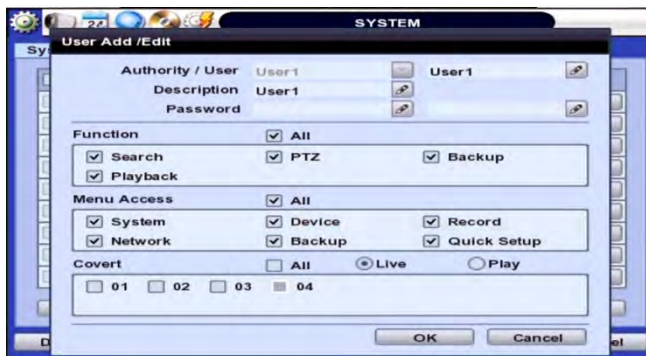 SYSTEM
User Add /Edit
Authority / User User1 User1
Description User1
Password
Function All
Search PTZ Backup
Playback
Menu Access All
System Device Record
Network Backup Quick Setup
Covert All Live Play
01 02 03 04
OK Cancel